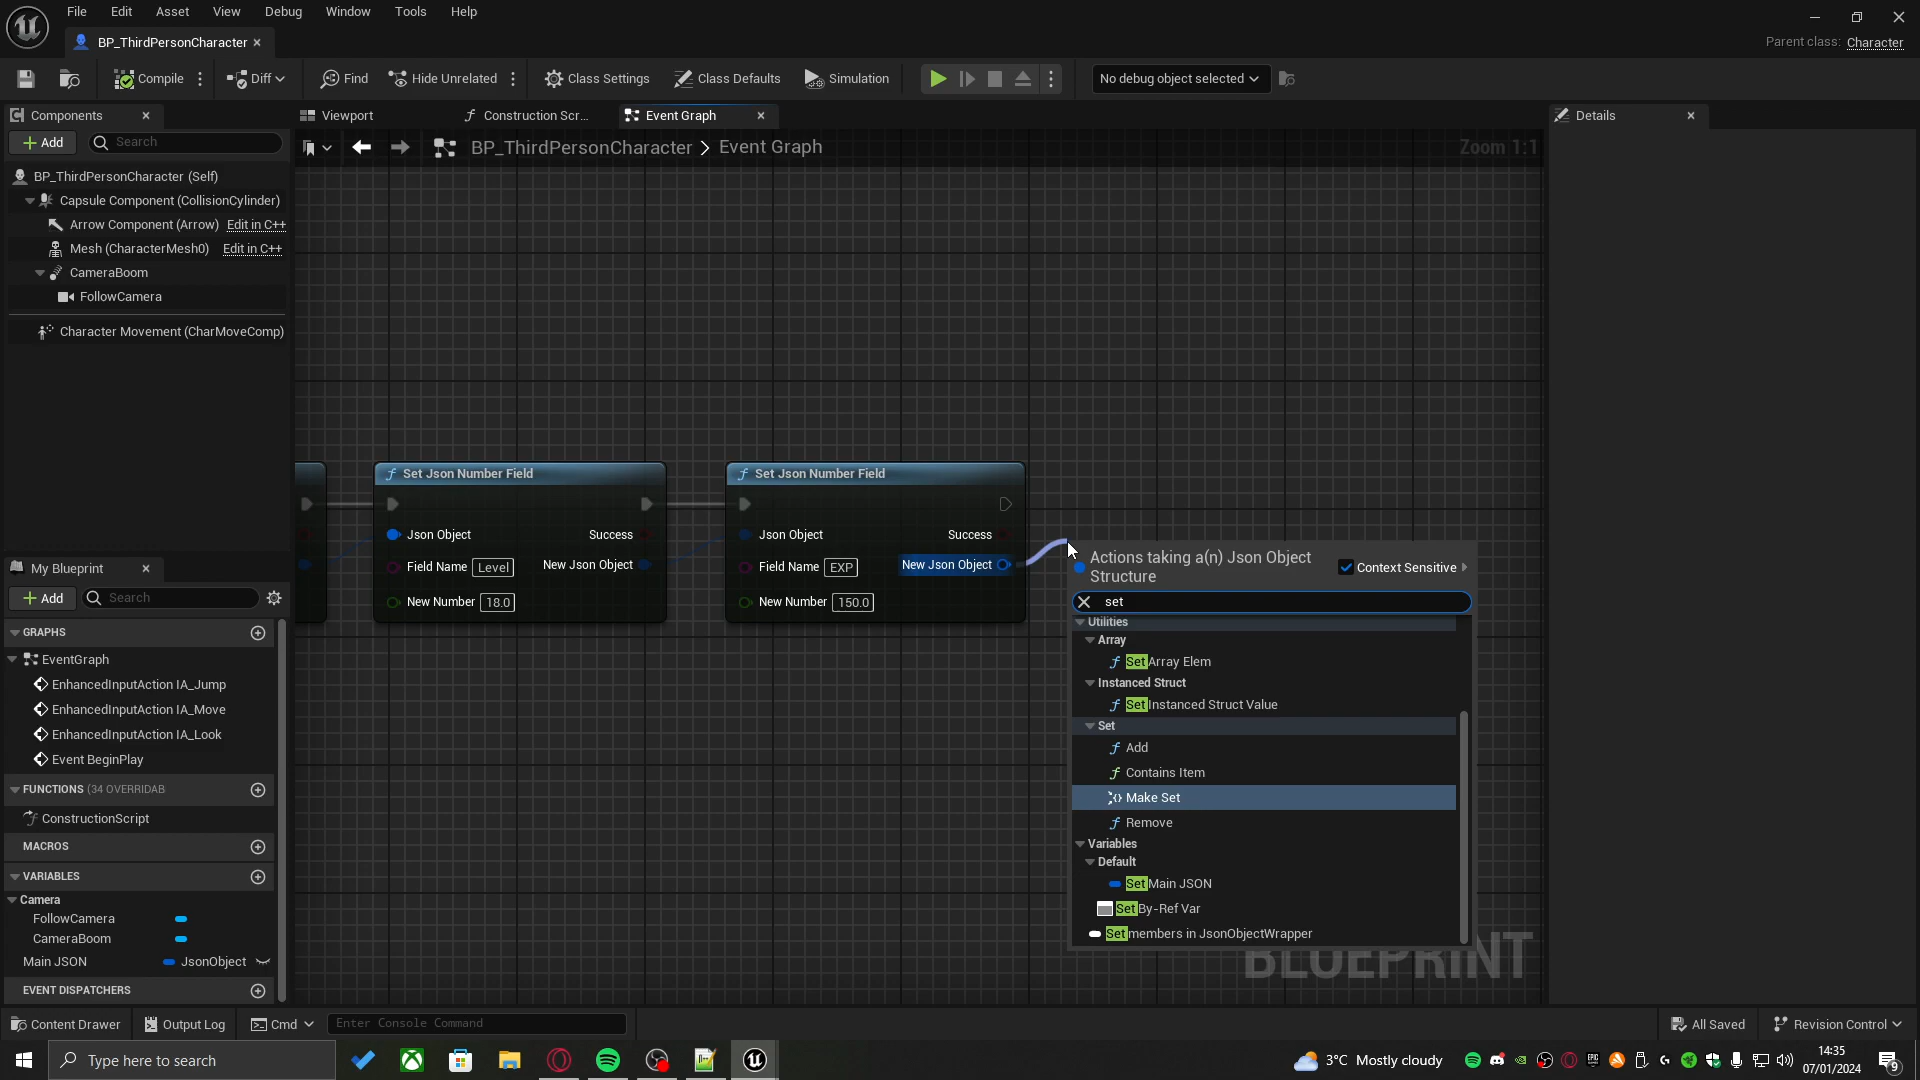 File Edit Asset View Debug Window Tools Help
BP_ThirdPersonCharacter
Parent class: Character
Compile Diff Find Hide Unrelated Class Settings Class Defaults Simulation No debug object selected
Components Viewport Construction Scr... Event Graph Details
Add Search
BP_ThirdPersonCharacter > Event Graph Zoom 1:1
BP_ThirdPersonCharacter (Self)
Capsule Component (CollisionCylinder)
Arrow Component (Arrow) Edit in C++
Mesh (CharacterMesh0) Edit in C++
CameraBoom
FollowCamera
Character Movement (CharMoveComp)
Set Json Number Field
Json Object Success
Field Name Level New Json Object
New Number 18.0
Set Json Number Field
Json Object Success
Field Name EXP New Json Object
New Number 150.0
Actions taking a(n) Json Object
Structure
Context Sensitive
set
Utilities
Array
Set Array Elem
Instanced Struct
Set Instanced Struct Value
Set
Add
Contains Item
Make Set
Remove
Variables
Default
Set Main JSON
Set By-Ref Var
Set members in JsonObjectWrapper
BLUEPRINT
My Blueprint
Add Search
GRAPHS
EventGraph
EnhancedInputAction IA_Jump
EnhancedInputAction IA_Move
EnhancedInputAction IA_Look
Event BeginPlay
FUNCTIONS (34 OVERRIDAB
ConstructionScript
MACROS
VARIABLES
Camera
FollowCamera
CameraBoom
Main JSON JsonObject
EVENT DISPATCHERS
Content Drawer Output Log Cmd Enter Console Command All Saved Revision Control
Type here to search
3°C Mostly cloudy
14:35
07/01/2024
9